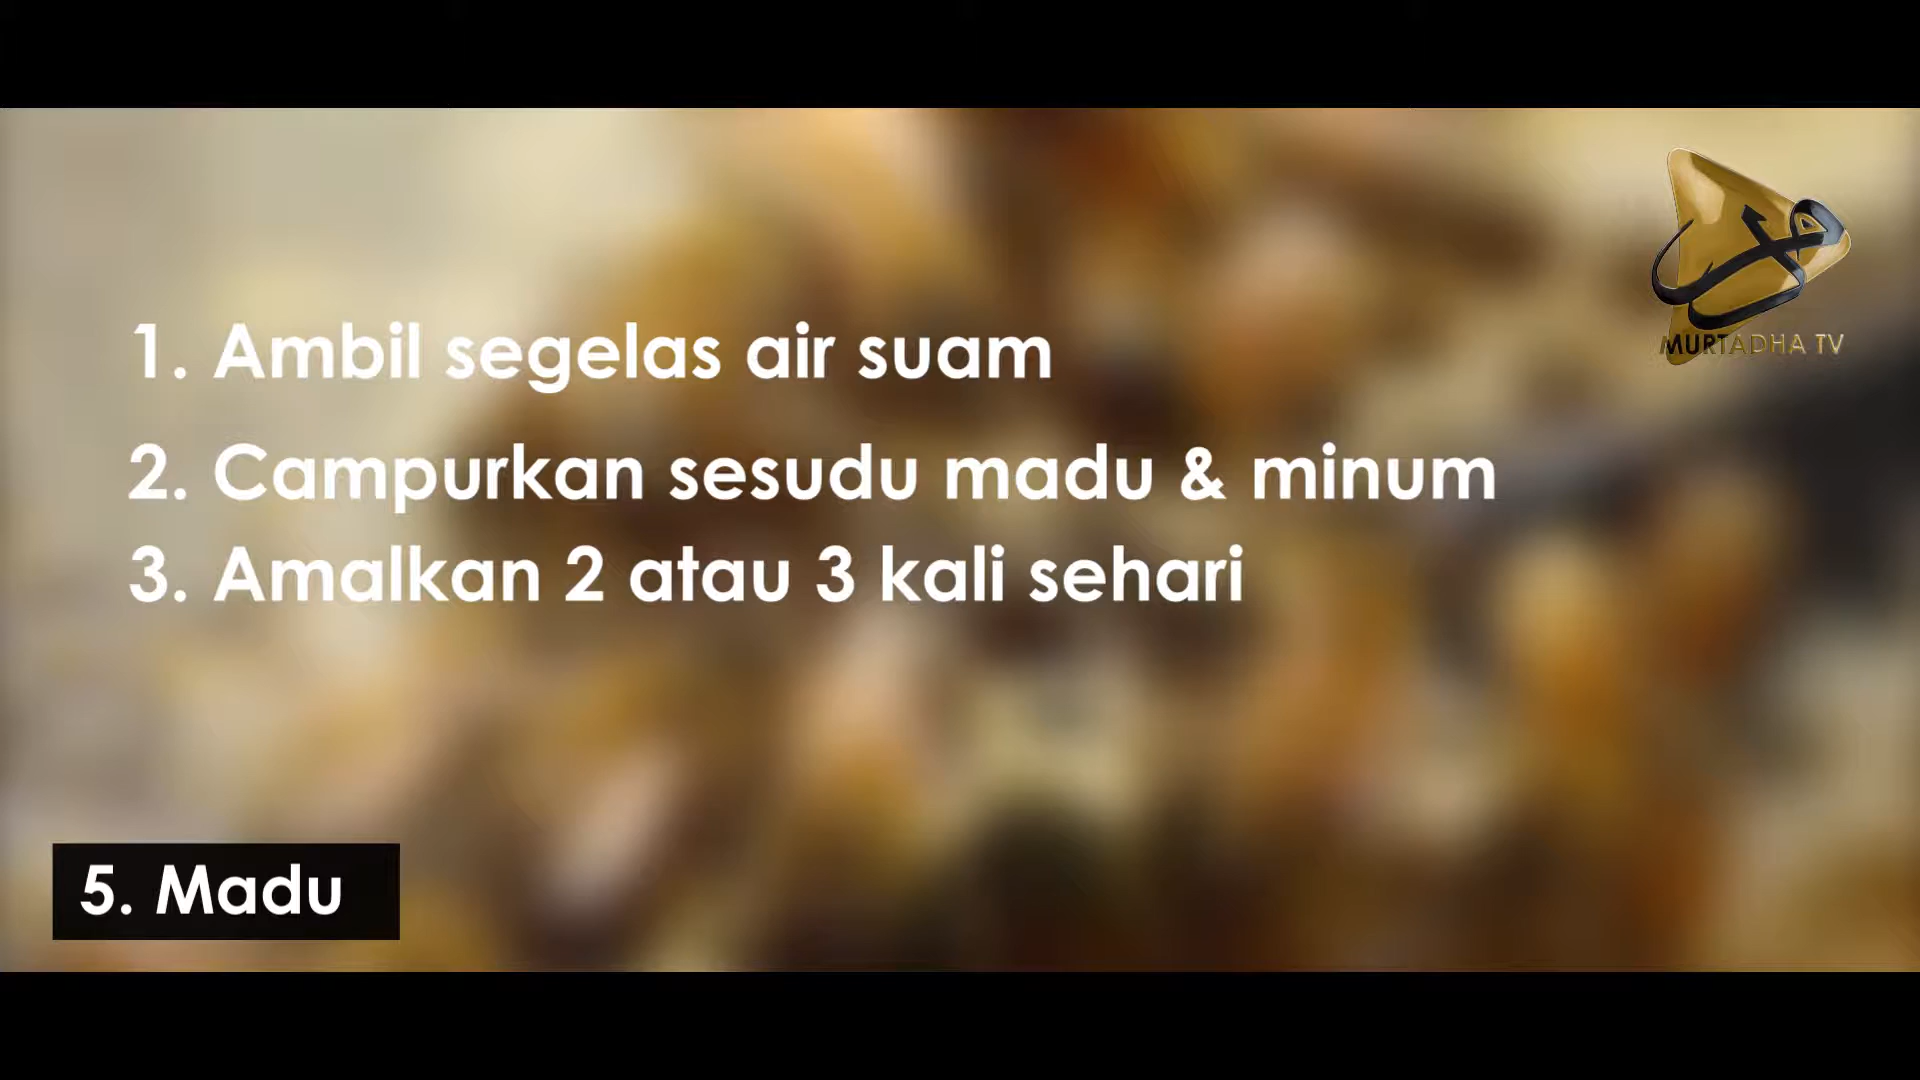 MURTADHA TV
1. Ambil segelas air suam
2. Campurkan sesudu madu & minum
3. Amalkan 2 atau 3 kali sehari
5. Madu